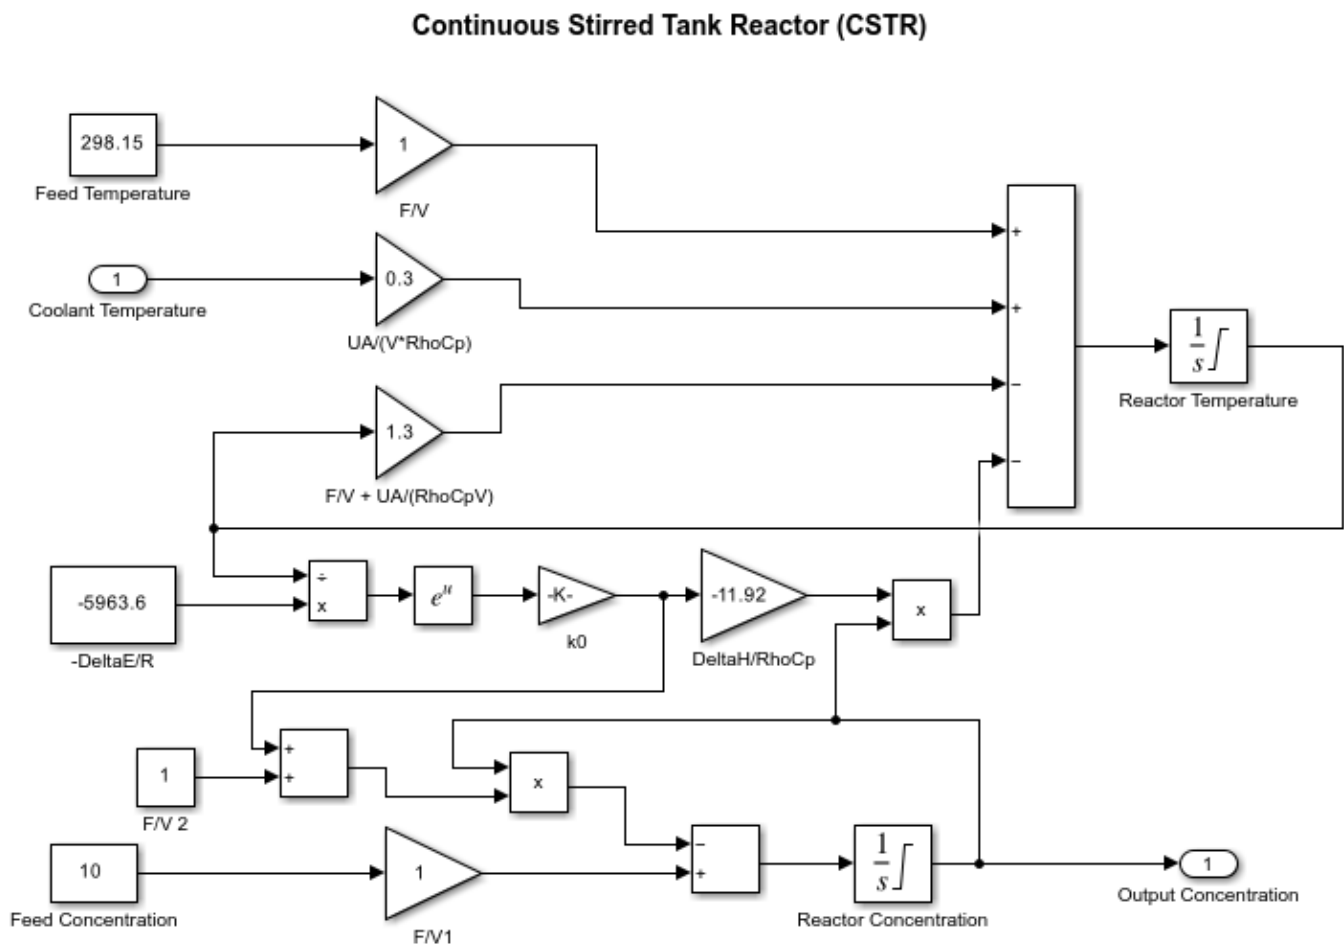 Continuous Stirred Tank Reactor (CSTR)
298.15
Feed Temperature
1
F/V
1
Coolant Temperature
0.3
UA/(V*RhoCp)
1.3
F/V + UA/(RhoCpV)
+
+
−
−
1
s
Reactor Temperature
-5963.6
-DeltaE/R
÷
x
e^u
-K-
k0
-11.92
DeltaH/RhoCp
x
1
F/V 2
+
+
x
10
Feed Concentration
1
F/V1
−
+
1
s
Reactor Concentration
1
Output Concentration